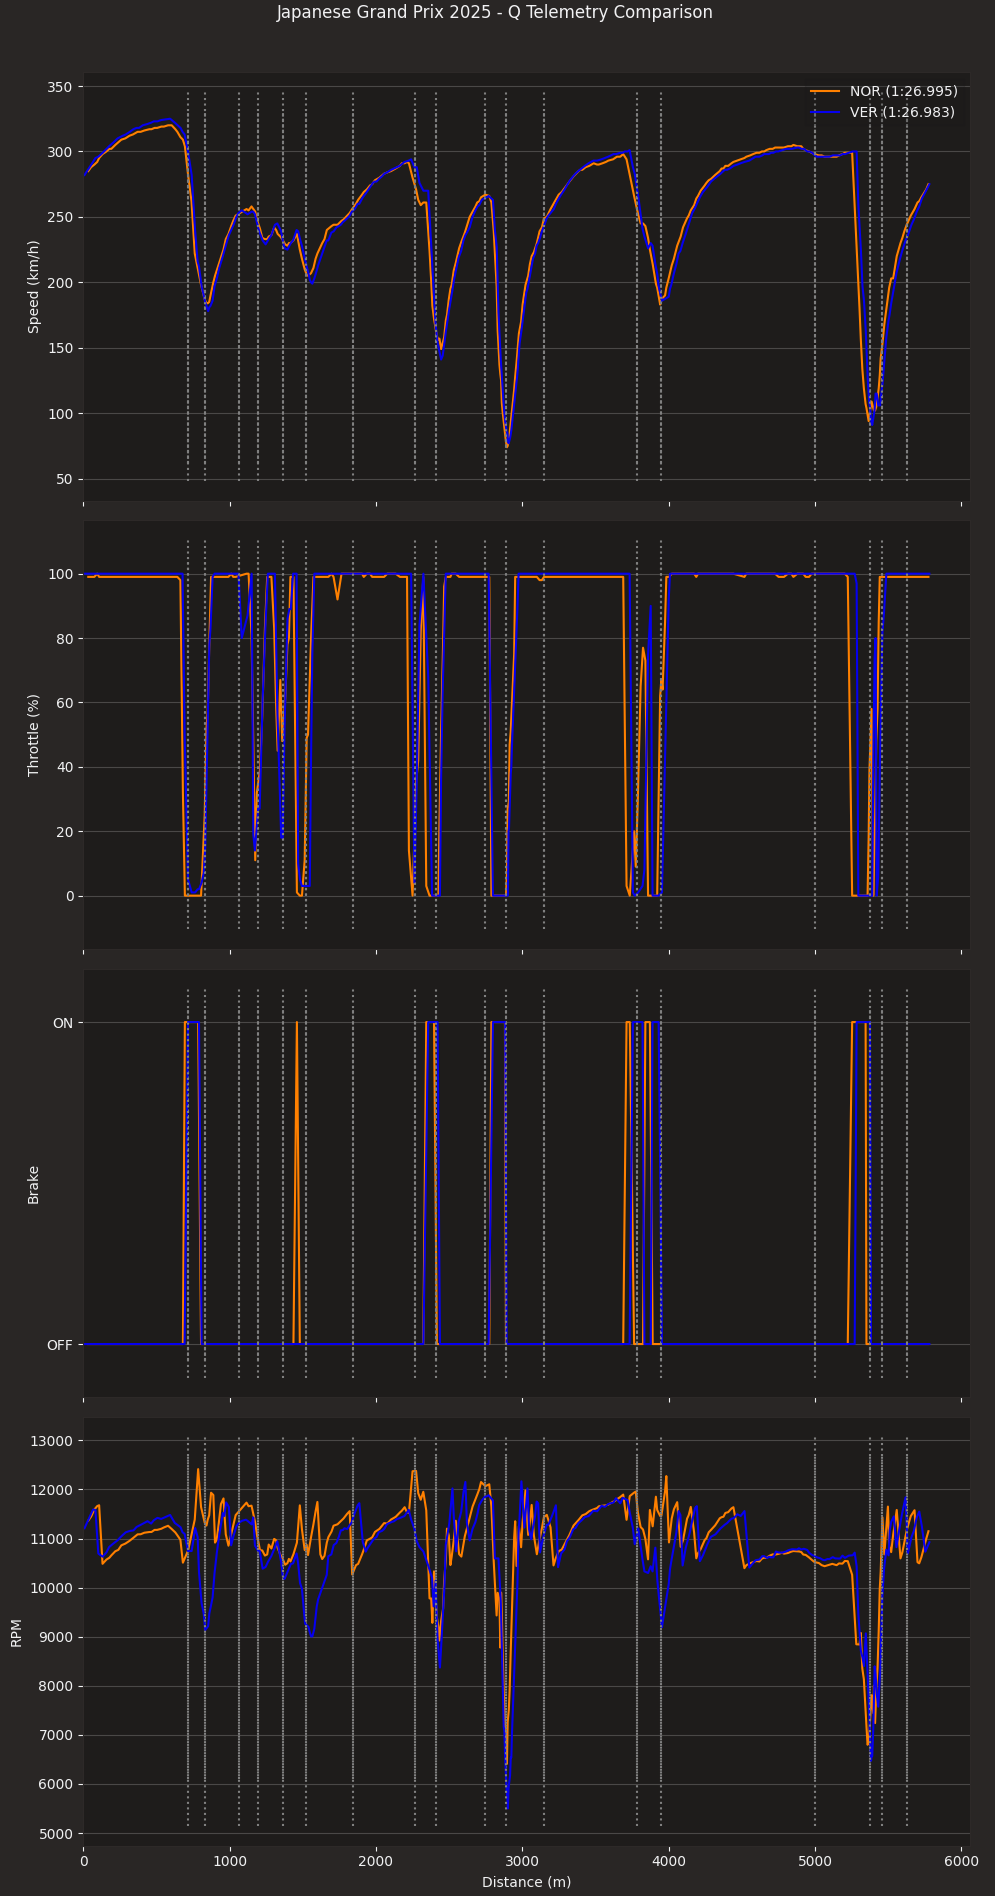 Japanese Grand Prix 2025 - Q Telemetry Comparison
NOR (1:26.995)
VER (1:26.983)
350
300
250
200
150
100
50
Speed (km/h)
100
80
60
40
20
0
Throttle (%)
ON
OFF
Brake
13000
12000
11000
10000
9000
8000
7000
6000
5000
RPM
0 1000 2000 3000 4000 5000 6000
Distance (m)